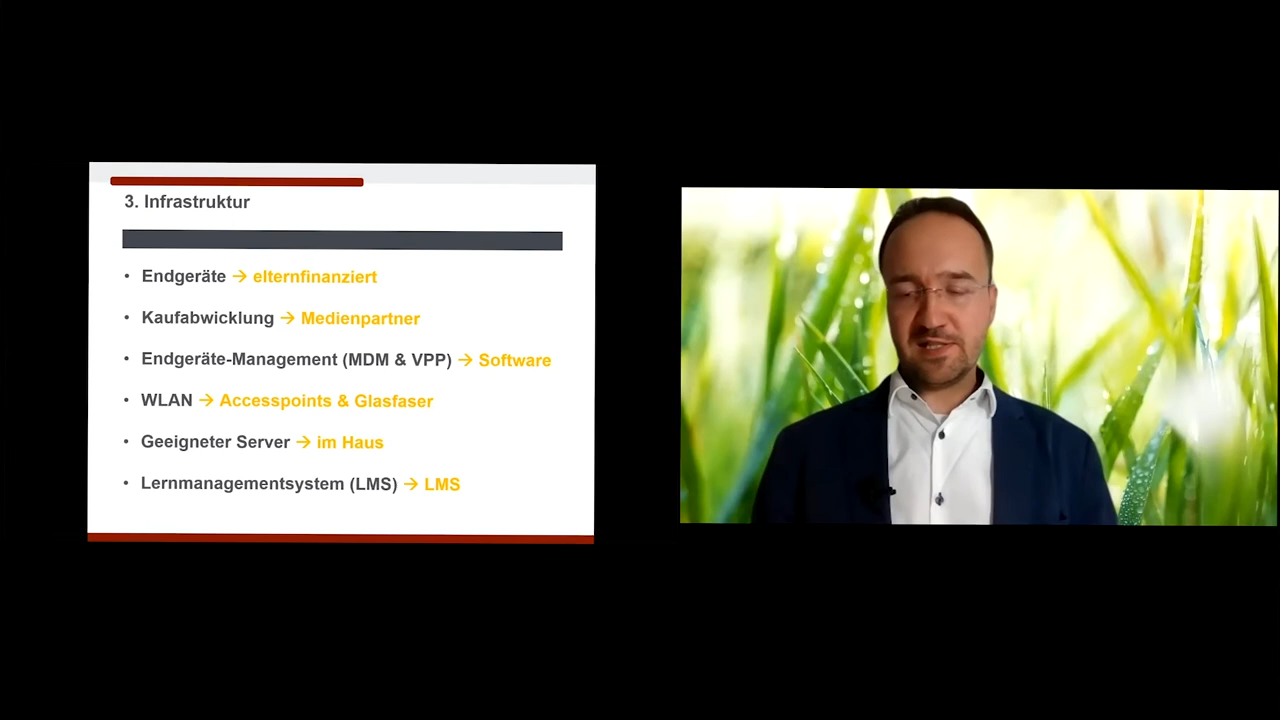 3. Infrastruktur
• Endgeräte → elternfinanziert
• Kaufabwicklung → Medienpartner
• Endgeräte-Management (MDM & VPP) → Software
• WLAN → Accesspoints & Glasfaser
• Geeigneter Server → im Haus
• Lernmanagementsystem (LMS) → LMS